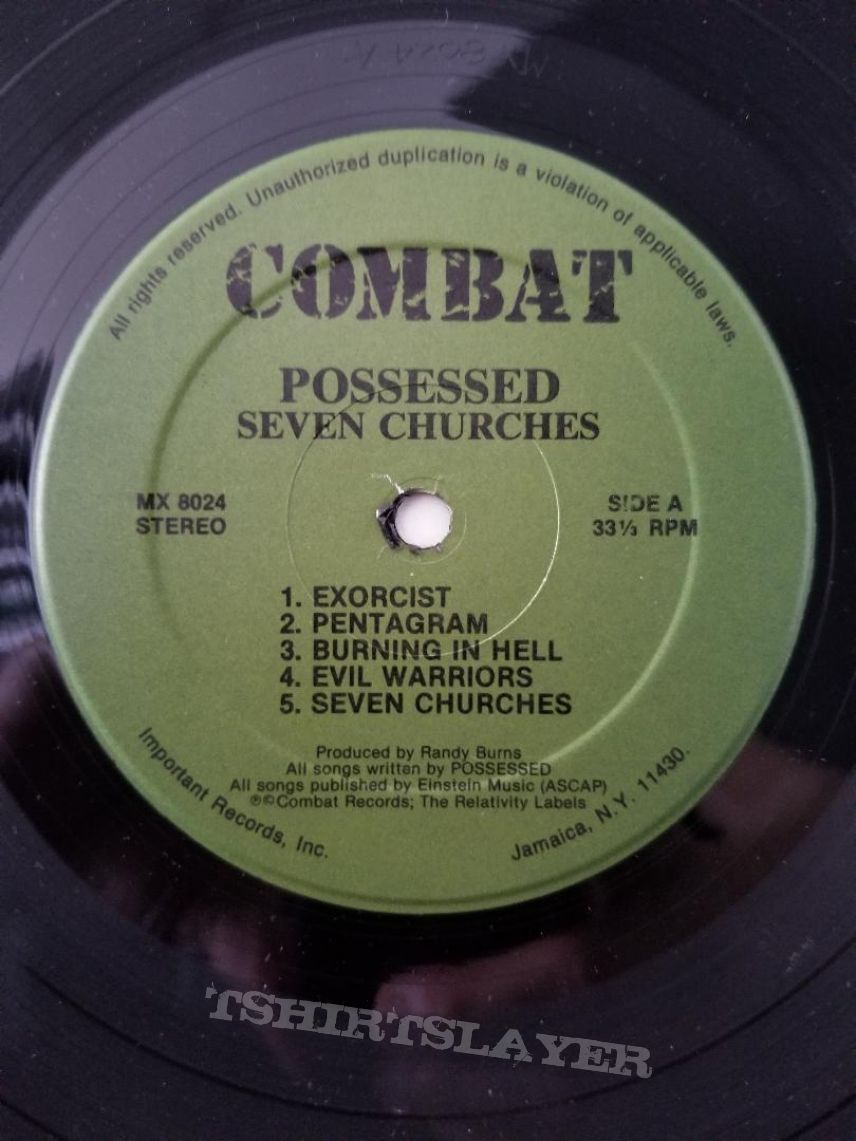 MX 8024 A
All rights reserved. Unauthorized duplication is a violation of applicable laws.
COMBAT
POSSESSED
SEVEN CHURCHES
MX 8024
STEREO
SIDE A
33⅓ RPM
1. EXORCIST
2. PENTAGRAM
3. BURNING IN HELL
4. EVIL WARRIORS
5. SEVEN CHURCHES
Produced by Randy Burns
All songs written by POSSESSED
All songs published by Einstein Music (ASCAP)
℗©Combat Records; The Relativity Labels
Important Records, Inc.
Jamaica, N.Y. 11430.
TSHIRTSLAYER